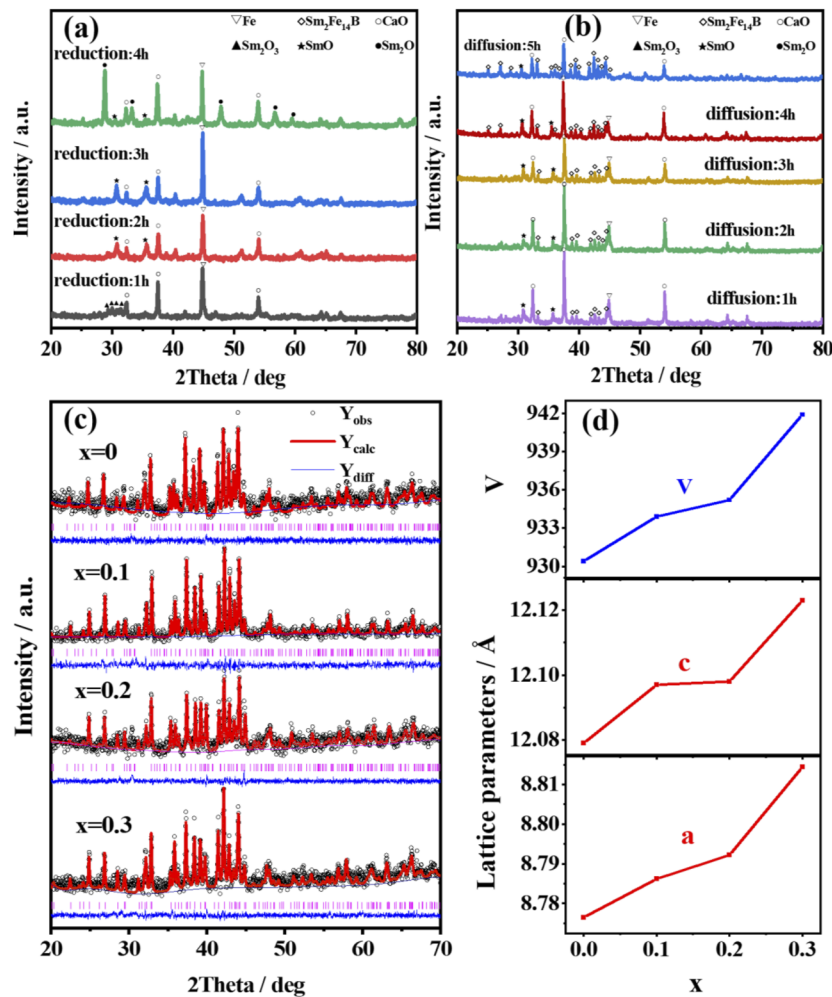 (a)
▽ Fe ◇ Sm₂Fe₁₄B ○ CaO
▲ Sm₂O₃ ★ SmO ● Sm₂O
reduction:4h
reduction:3h
reduction:2h
reduction:1h
Intensity / a.u.
20 30 40 50 60 70 80
2Theta / deg
(b)
▽ Fe ◇ Sm₂Fe₁₄B ○ CaO
▲ Sm₂O₃ ★ SmO ● Sm₂O
diffusion:5h
diffusion:4h
diffusion:3h
diffusion:2h
diffusion:1h
Intensity / a.u.
20 30 40 50 60 70 80
2Theta / deg
(c)
○ Yobs
Ycalc
Ydiff
x=0
x=0.1
x=0.2
x=0.3
Intensity / a.u.
20 30 40 50 60 70
2Theta / deg
(d)
942
939
936
933
930
V
V
12.12
12.10
12.08
c
Lattice parameters / Å
8.81
8.80
8.79
8.78
a
0.0 0.1 0.2 0.3
x